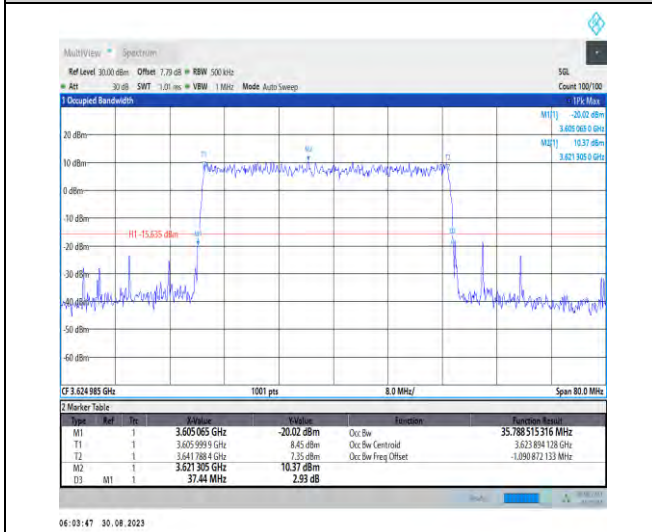 MultiView Spectrum
Ref Level 30.00 dBm Offset 7.79 dB RBW 500 kHz SGL
Att 30 dB SWT 1.01 ms VBW 1 MHz Mode Auto Sweep Count 100/100
1 Occupied Bandwidth 1Pk Max
M1[1] -20.02 dBm
3.605 065 0 GHz
20 dBm
M2[1] 10.37 dBm
3.621 305 0 GHz
M2
T1
T2
10 dBm
0 dBm
-10 dBm
H1 -15.635 dBm
M1
-20 dBm
-30 dBm
-40 dBm
-50 dBm
-60 dBm
CF 3.624 985 GHz 1001 pts 8.0 MHz/ Span 80.0 MHz
2 Marker Table
Type Ref Trc X-Value Y-Value Function Function Result
M1 1 3.605 065 GHz -20.02 dBm Occ Bw 35.788 515 316 MHz
T1 1 3.605 999 9 GHz 8.45 dBm Occ Bw Centroid 3.623 894 128 GHz
T2 1 3.641 788 4 GHz 7.35 dBm Occ Bw Freq Offset -1.090 872 133 MHz
M2 1 3.621 305 GHz 10.37 dBm
D3 M1 1 37.44 MHz 2.93 dB
06:03:47 30.08.2023